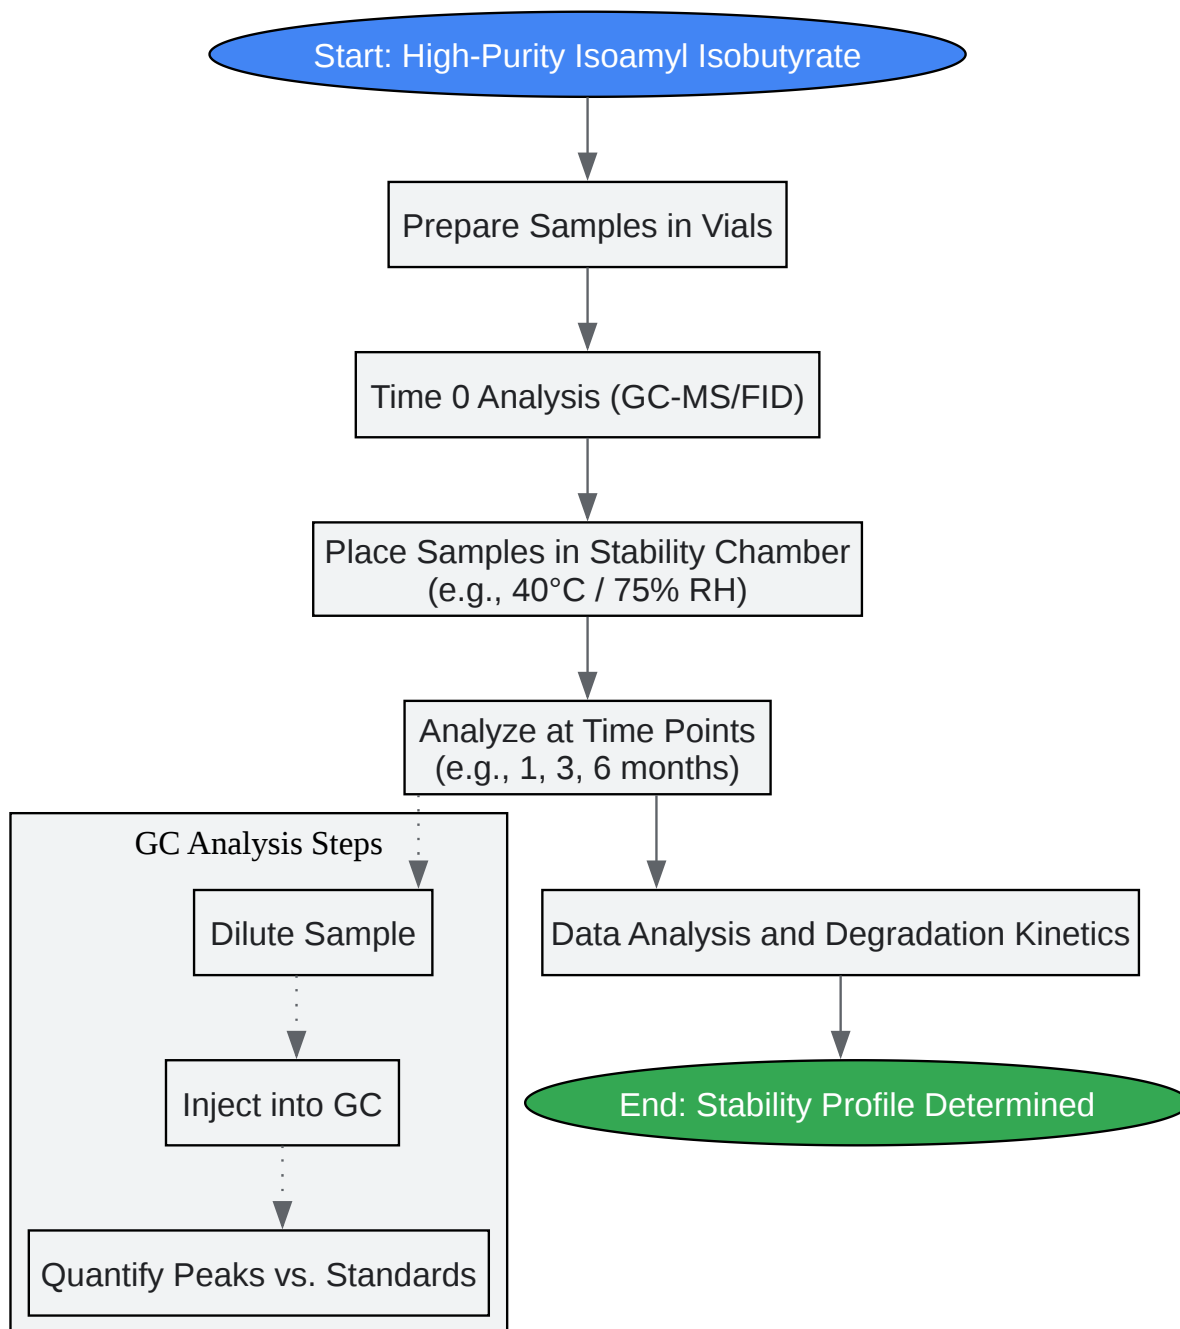 Start: High-Purity Isoamyl Isobutyrate
Prepare Samples in Vials
Time 0 Analysis (GC-MS/FID)
Place Samples in Stability Chamber
(e.g., 40°C / 75% RH)
Analyze at Time Points
(e.g., 1, 3, 6 months)
GC Analysis Steps
Dilute Sample
Inject into GC
Quantify Peaks vs. Standards
Data Analysis and Degradation Kinetics
End: Stability Profile Determined